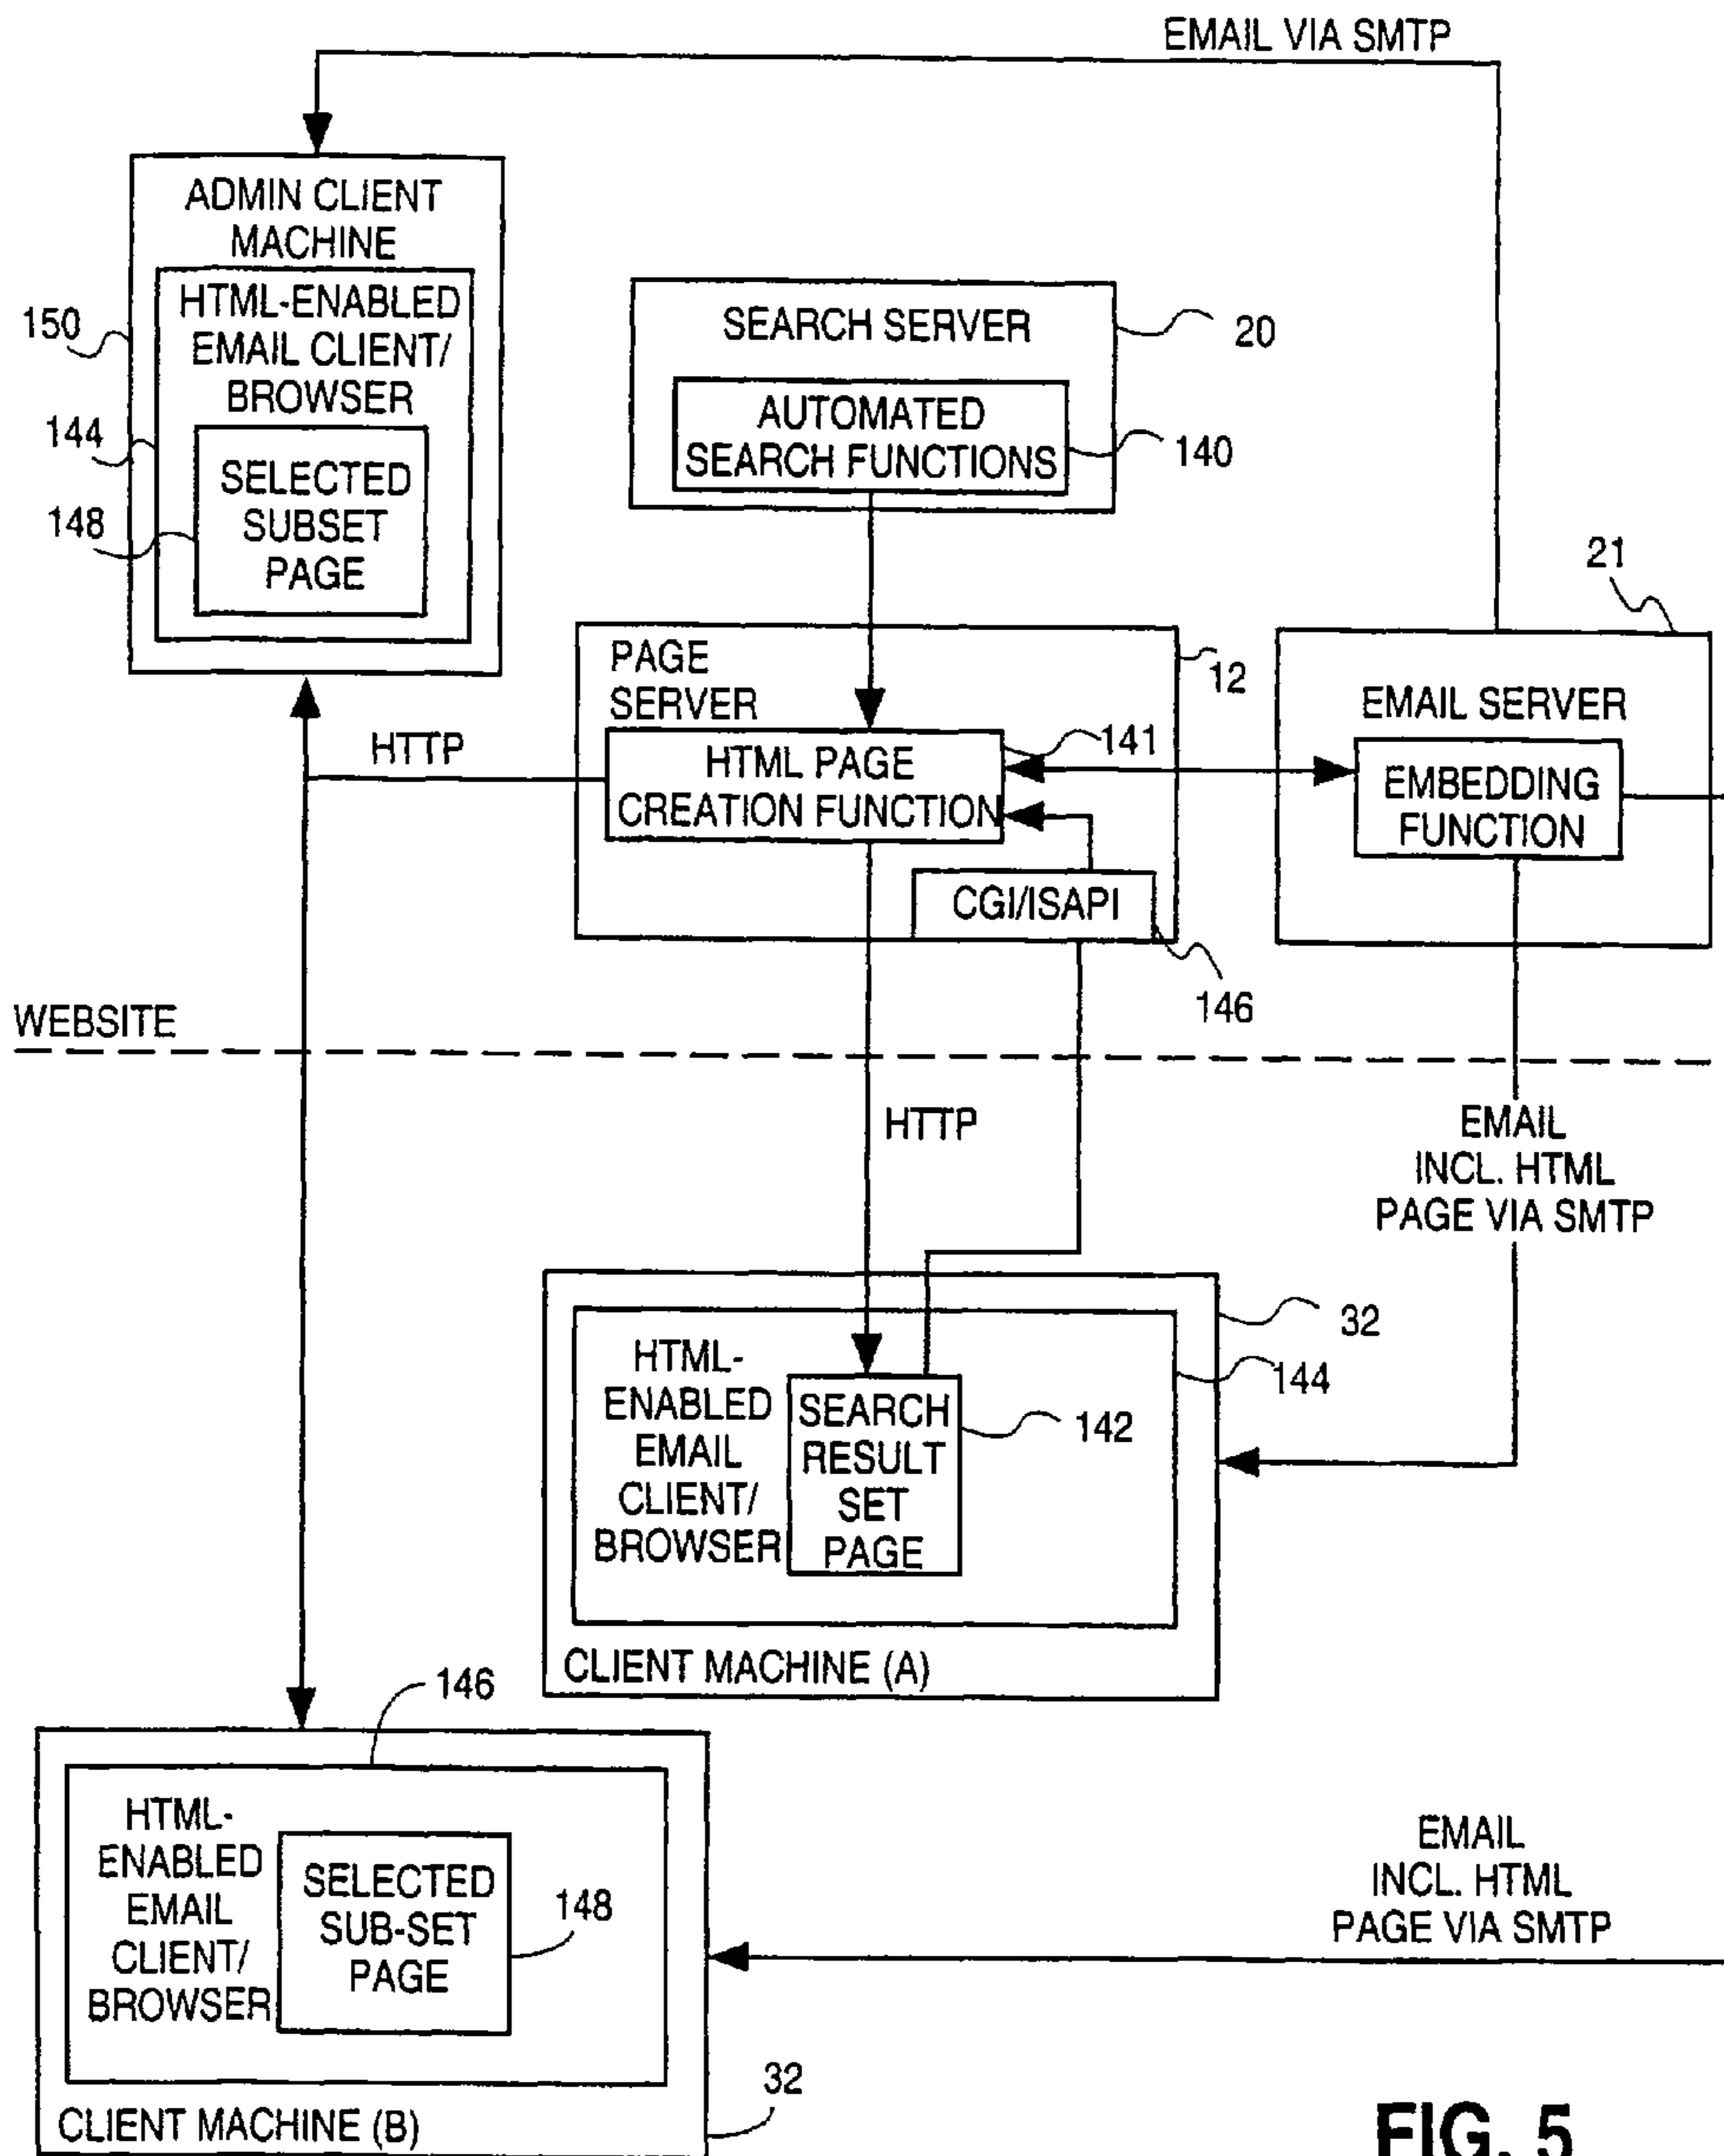 EMAIL VIA SMTP
ADMIN CLIENT
MACHINE
HTML-ENABLED
EMAIL CLIENT/
BROWSER
SELECTED
SUBSET
PAGE
150
144
148
SEARCH SERVER
20
AUTOMATED
SEARCH FUNCTIONS
140
21
PAGE
SERVER
12
HTML PAGE
CREATION FUNCTION
141
HTTP
CGI/ISAPI
146
EMAIL SERVER
EMBEDDING
FUNCTION
WEBSITE
HTTP
EMAIL
INCL. HTML
PAGE VIA SMTP
32
144
HTML-
ENABLED
EMAIL
CLIENT/
BROWSER
SEARCH
RESULT
SET
PAGE
142
CLIENT MACHINE (A)
146
HTML-
ENABLED
EMAIL
CLIENT/
BROWSER
SELECTED
SUB-SET
PAGE
148
EMAIL
INCL. HTML
PAGE VIA SMTP
32
CLIENT MACHINE (B)
FIG. 5